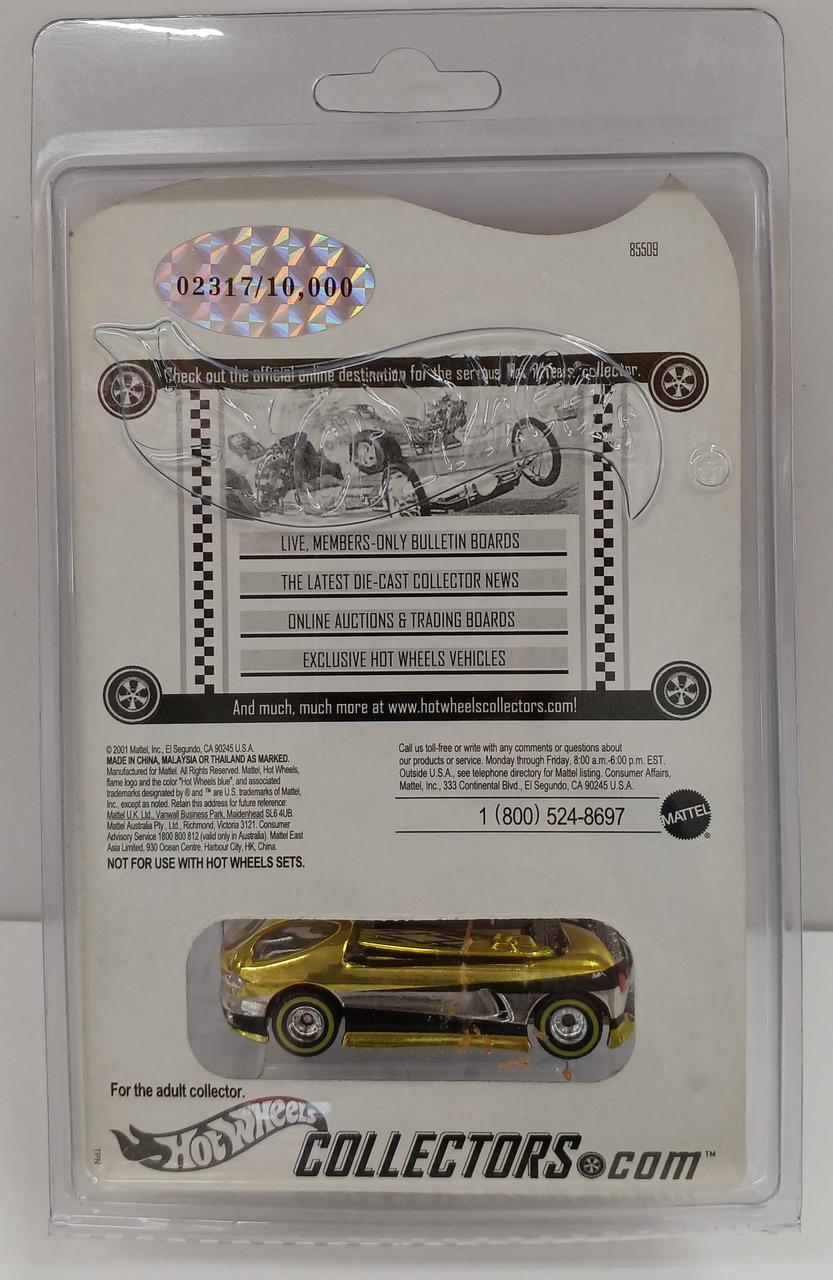 85509
02317/10,000
Check out the official online destination for the serious Hot Wheels® collector.
LIVE, MEMBERS-ONLY BULLETIN BOARDS
THE LATEST DIE-CAST COLLECTOR NEWS
ONLINE AUCTIONS & TRADING BOARDS
EXCLUSIVE HOT WHEELS VEHICLES
And much, much more at www.hotwheelscollectors.com!
© 2001 Mattel, Inc., El Segundo, CA 90245 U.S.A.
MADE IN CHINA, MALAYSIA OR THAILAND AS MARKED.
Manufactured for Mattel. All Rights Reserved. Mattel, Hot Wheels,
flame logo and the color "Hot Wheels blue", and associated
trademarks designated by ® and ™ are U.S. trademarks of Mattel,
Inc., except as noted. Retain this address for future reference:
Mattel U.K. Ltd., Vanwall Business Park, Maidenhead SL6 4UB.
Mattel Australia Pty., Ltd., Richmond, Victoria 3121. Consumer
Advisory Service 1800 800 812 (valid only in Australia). Mattel East
Asia Limited, 930 Ocean Centre, Harbour City, HK, China.
NOT FOR USE WITH HOT WHEELS SETS.
Call us toll-free or write with any comments or questions about
our products or service. Monday through Friday, 8:00 a.m.-6:00 p.m. EST.
Outside U.S.A., see telephone directory for Mattel listing. Consumer Affairs,
Mattel, Inc., 333 Continental Blvd., El Segundo, CA 90245 U.S.A.
1 (800) 524-8697
MATTEL®
For the adult collector.
Hot Wheels
COLLECTORS.com™